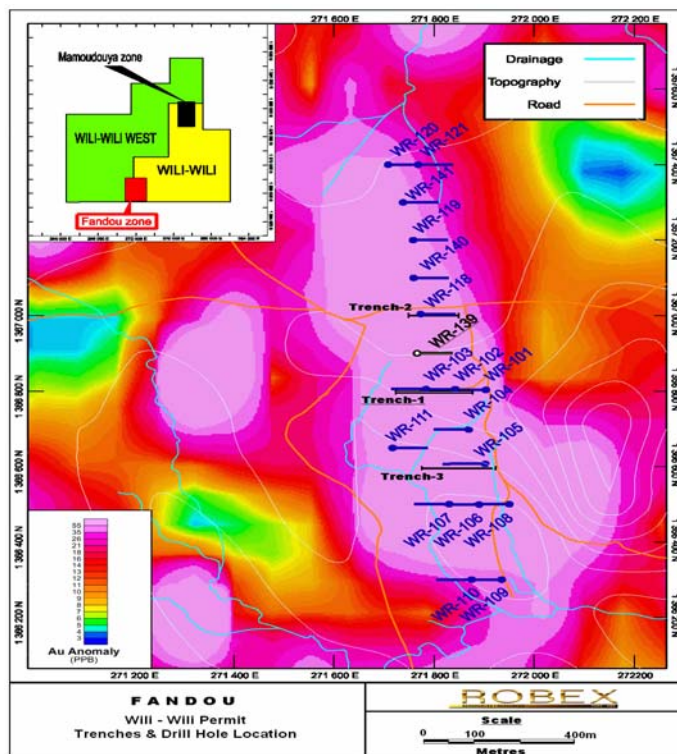 271 200 E
271 400 E
271 600 E
271 800 E
272 000 E
272 200 E
Mamoudouya zone
WILI-WILI WEST
WILI-WILI
Fandou zone
Drainage
Topography
Road
WR-120
WR-121
WR-141
WR-119
WR-140
WR-118
Trench-2
WR-139
WR-103
WR-102
WR-101
Trench-1
WR-104
WR-111
WR-105
Trench-3
WR-107
WR-106
WR-108
WR-110
WR-109
1 367 000 N
1 366 800 N
1 366 600 N
1 366 400 N
1 366 200 N
55
35
26
21
18
16
14
13
12
11
10
9
8
7
6
5
4
3
Au Anomaly
(PPB)
271 200 E
271 400 E
271 600 E
271 800 E
272 000 E
272200 E
FANDOU
Wili - Wili Permit
Trenches & Drill Hole Location
ROBEX
Scale
0 100 400m
Metres